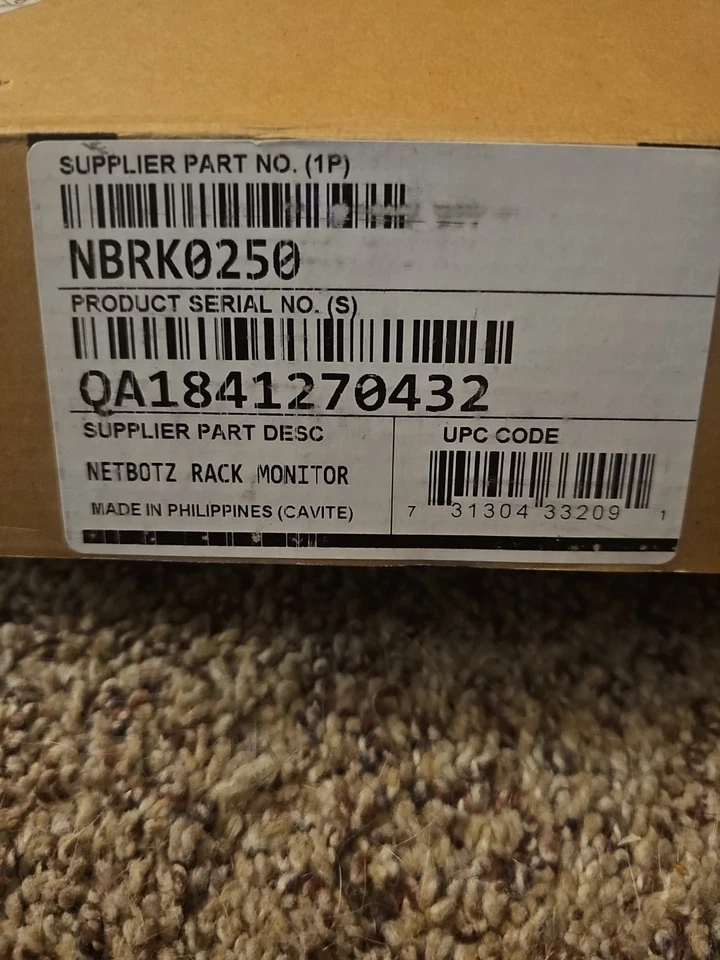 SUPPLIER PART NO. (1P)
NBRK0250
PRODUCT SERIAL NO. (S)
QA1841270432
SUPPLIER PART DESC
NETBOTZ RACK MONITOR
MADE IN PHILIPPINES (CAVITE)
UPC CODE
7 31304 33209 1